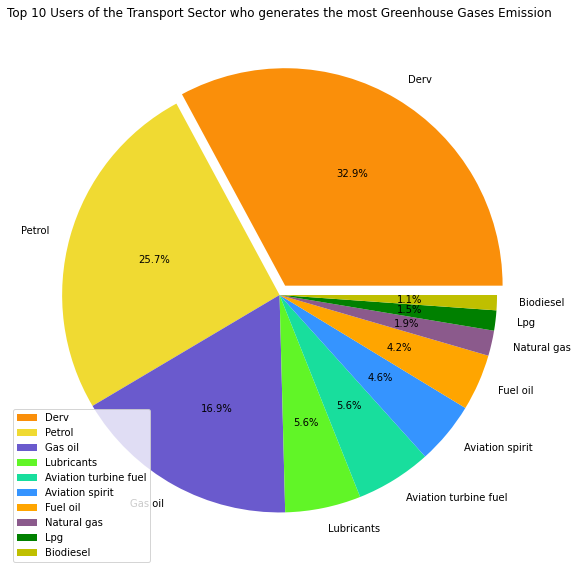 Top 10 Users of the Transport Sector who generates the most Greenhouse Gases Emission
Derv
32.9%
Petrol
25.7%
1.1%
Biodiesel
1.5%
Lpg
1.9%
Natural gas
4.2%
Fuel oil
4.6%
Aviation spirit
5.6%
Aviation turbine fuel
5.6%
Lubricants
16.9%
Gas oil
Derv
Petrol
Gas oil
Lubricants
Aviation turbine fuel
Aviation spirit
Fuel oil
Natural gas
Lpg
Biodiesel